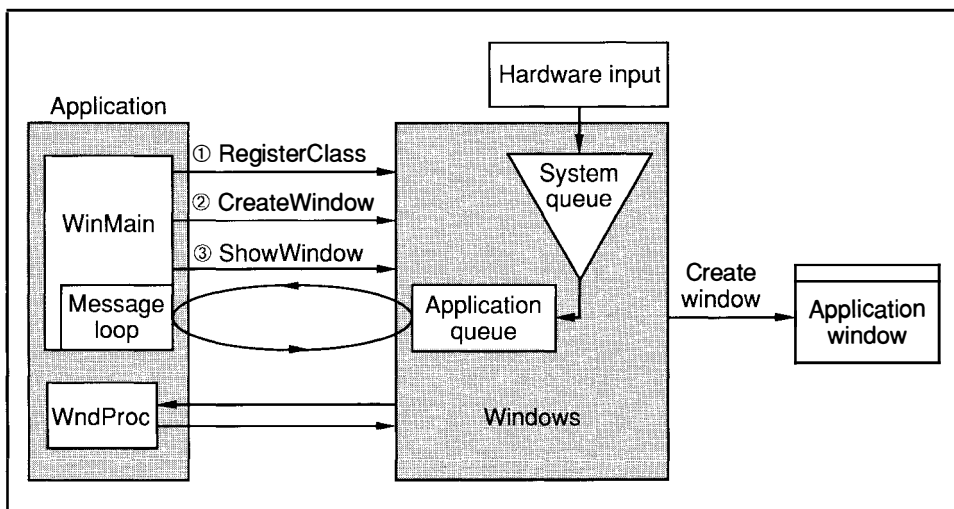 Hardware input
Application
① RegisterClass
System
queue
② CreateWindow
WinMain
③ ShowWindow
Create
window
Message
loop
Application
queue
Application
window
WndProc
Windows